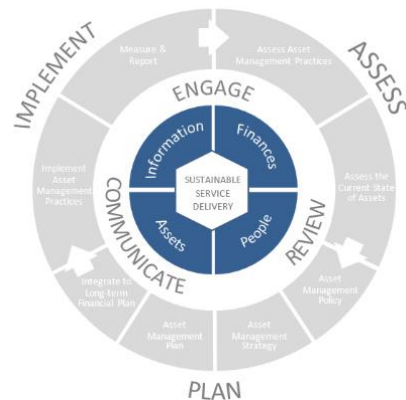 IMPLEMENT
ASSESS
PLAN
Measure &
Report
Assess Asset
Management Practices
Assess the
Current State
of Assets
Asset
Management
Policy
Asset
Management
Strategy
Asset
Management
Plan
Integrate to
Long-term
Financial Plan
Implement
Asset
Management
Practices
ENGAGE
REVIEW
COMMUNICATE
Information
Finances
People
Assets
SUSTAINABLE
SERVICE
DELIVERY